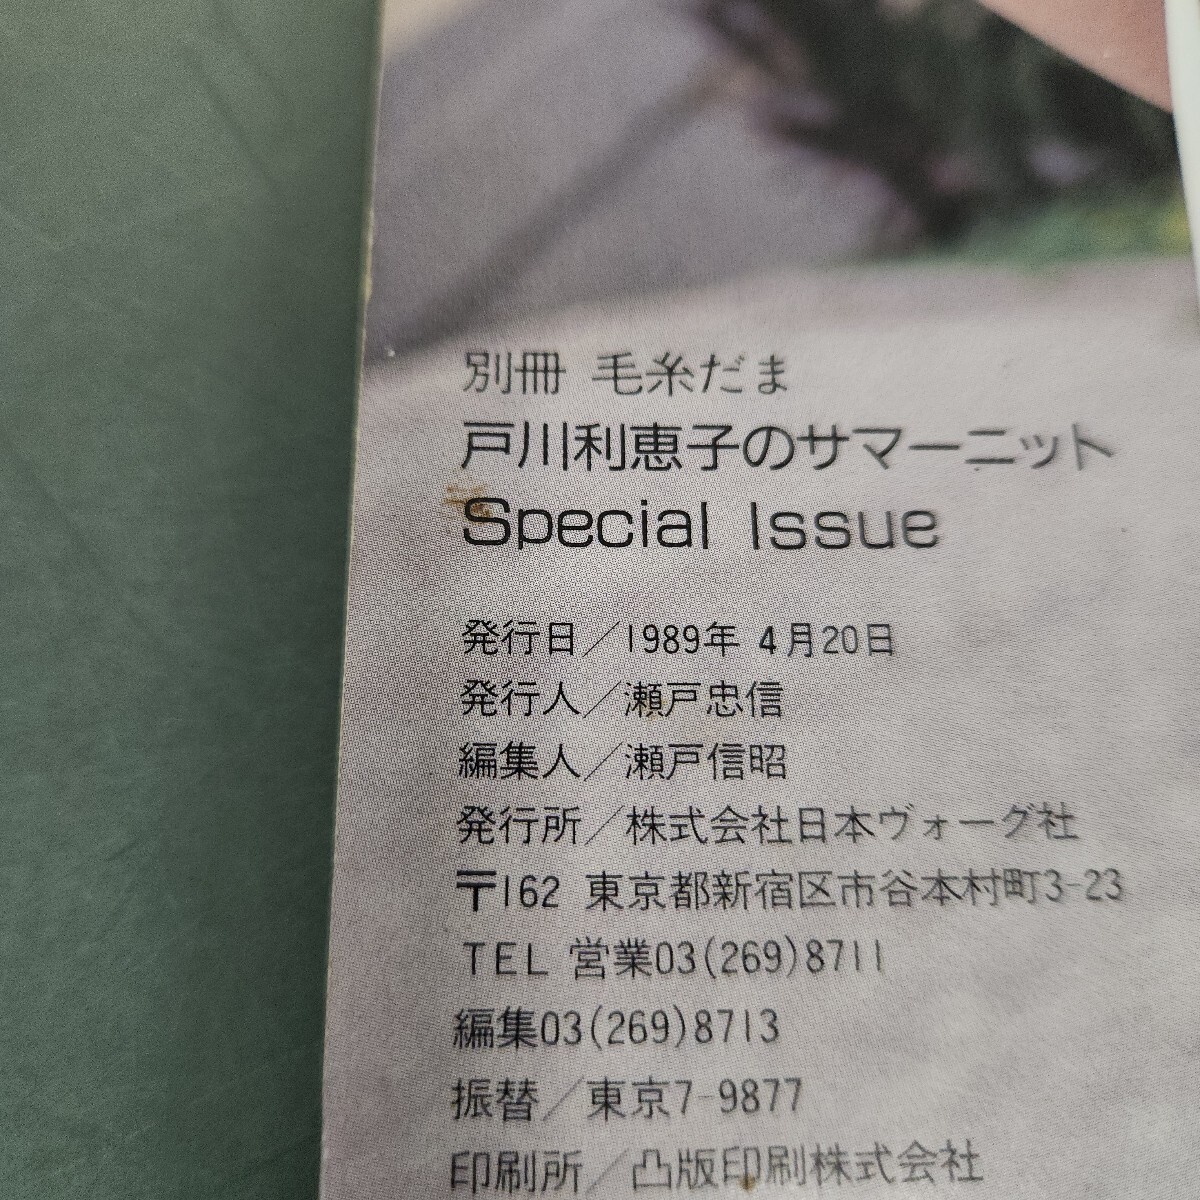 別冊 毛糸だま
戸川利恵子のサマーニット
Special Issue
発行日／1989年 4月20日
発行人／瀬戸忠信
編集人／瀬戸信昭
発行所／株式会社日本ヴォーグ社
〒162 東京都新宿区市谷本村町3-23
TEL 営業03(269)8711
編集03(269)8713
振替／東京7-9877
印刷所／凸版印刷株式会社